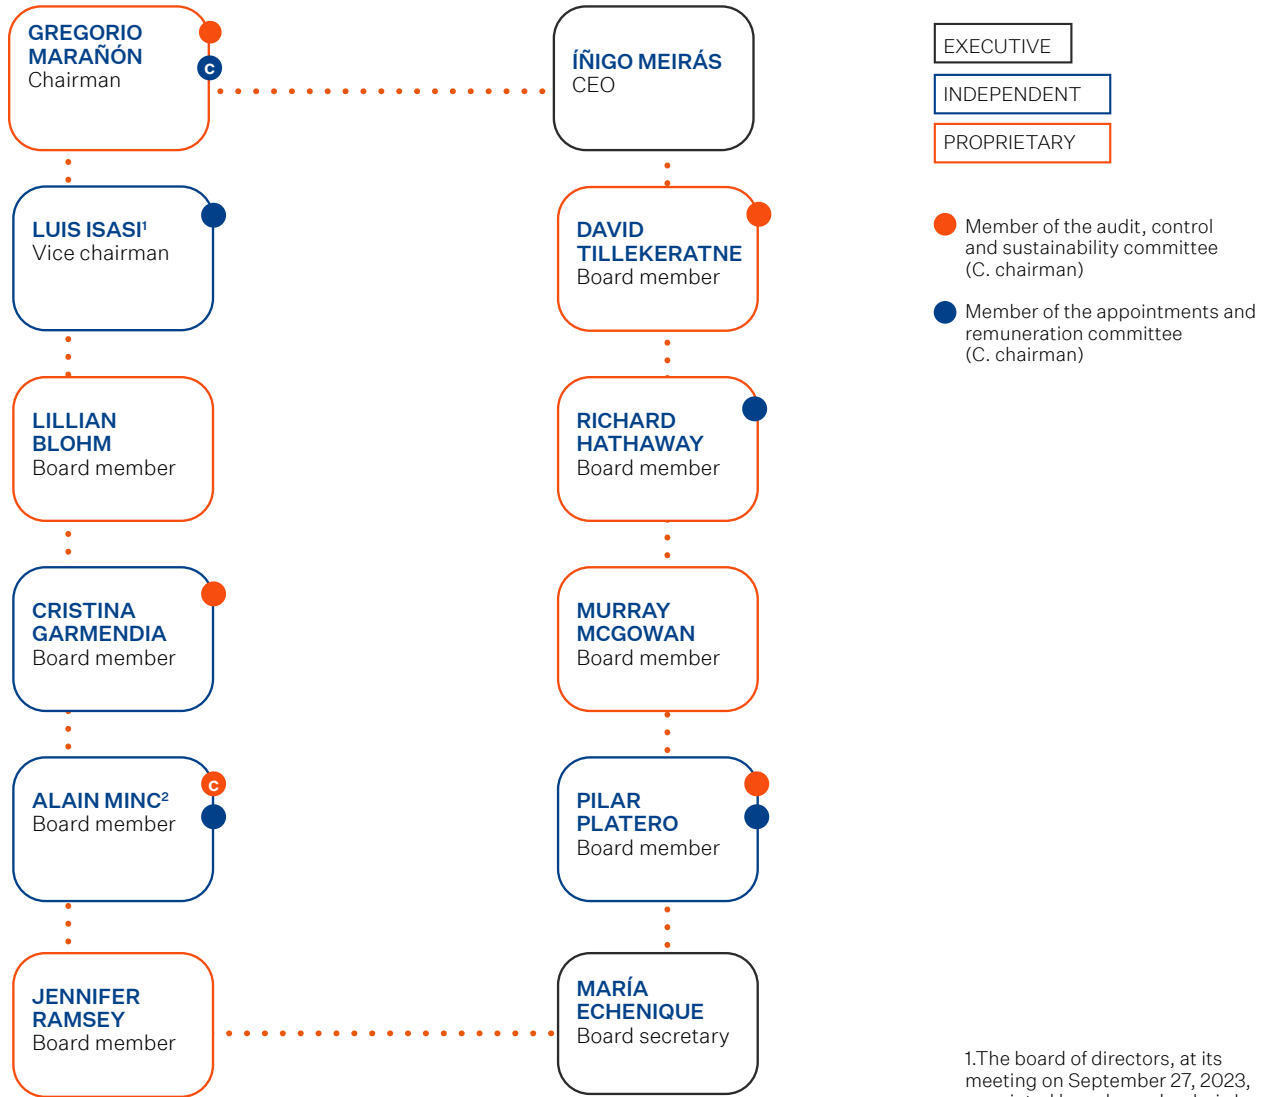 GREGORIO
MARAÑÓN
Chairman
C
ÍÑIGO MEIRÁS
CEO
LUIS ISASI¹
Vice chairman
DAVID
TILLEKERATNE
Board member
LILLIAN
BLOHM
Board member
RICHARD
HATHAWAY
Board member
CRISTINA
GARMENDIA
Board member
MURRAY
MCGOWAN
Board member
ALAIN MINC²
Board member
C
PILAR
PLATERO
Board member
JENNIFER
RAMSEY
Board member
MARÍA
ECHENIQUE
Board secretary
EXECUTIVE
INDEPENDENT
PROPRIETARY
Member of the audit, control
and sustainability committee
(C. chairman)
Member of the appointments and
remuneration committee
(C. chairman)
1.The board of directors, at its
meeting on September 27, 2023,